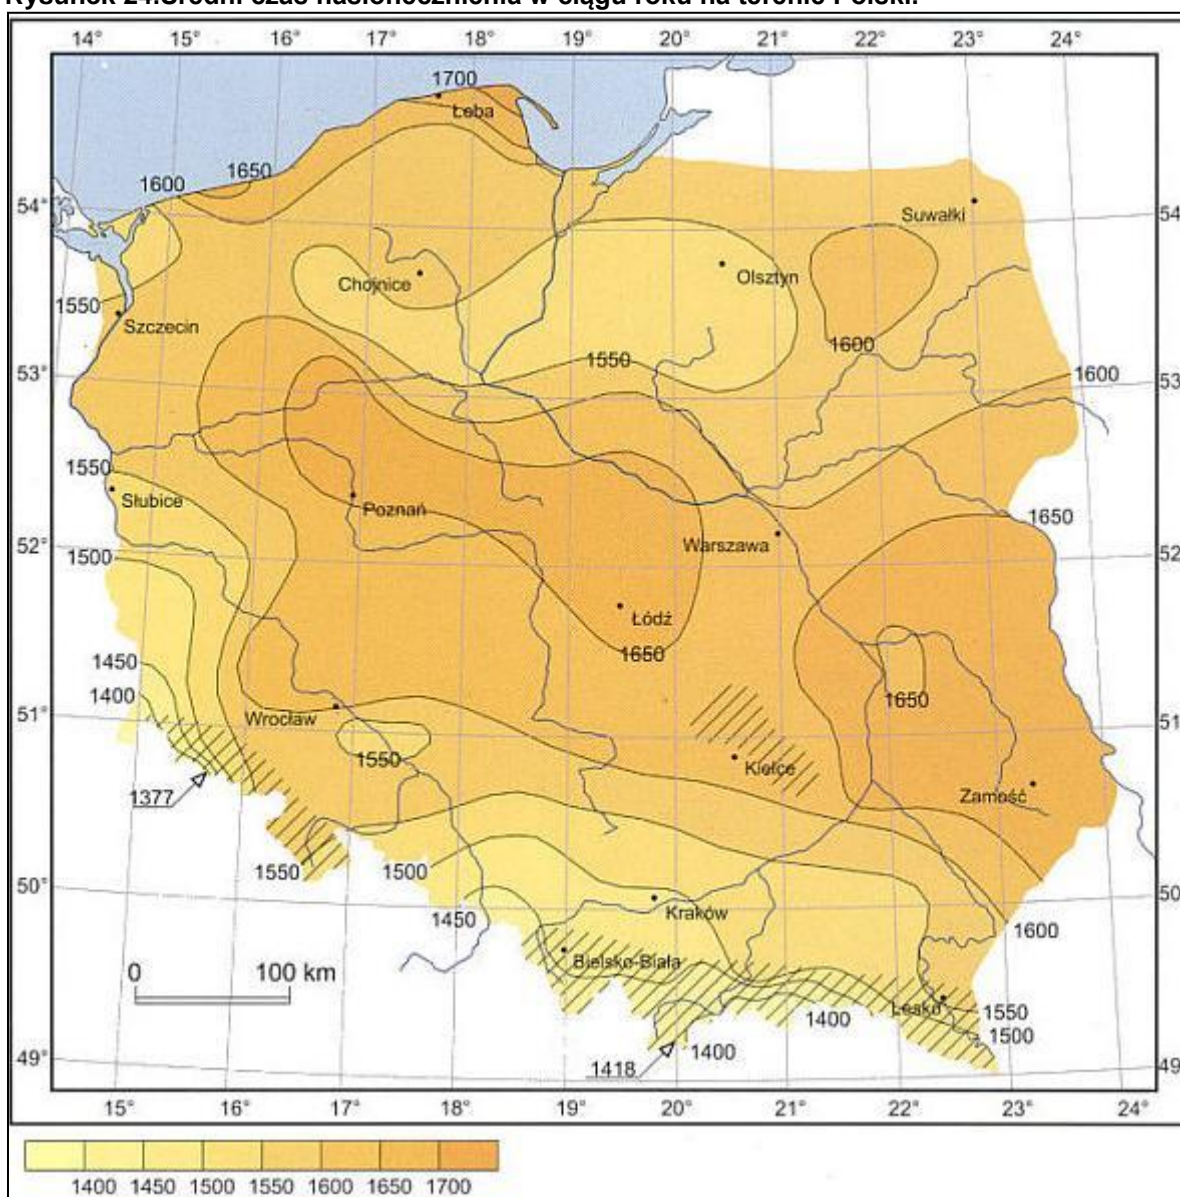 Rysunek 24.Średni czas nasłonecznienia w ciągu roku na terenie Polski.
14° 15° 16° 17° 18° 19° 20° 21° 22° 23° 24°
1700
Łeba
1650
1600
54° 54
Suwałki
Olsztyn
Chojnice
1550
Szczecin
1600
1550
53° 1600 53
1550
Słubice
Poznań
1650
Warszawa
52° 52
1500
Łódź
1650
1450
1400
1650
51° 51
Wrocław
1550
Kielce
1377
Zamość
1550
1500
50° 50
1450
Kraków
1600
Bielsko-Biała
0 100 km
Lesko
1550
1400
1500
1400
1418
49° 49
15° 16° 17° 18° 19° 20° 21° 22° 23° 24°
1400 1450 1500 1550 1600 1650 1700